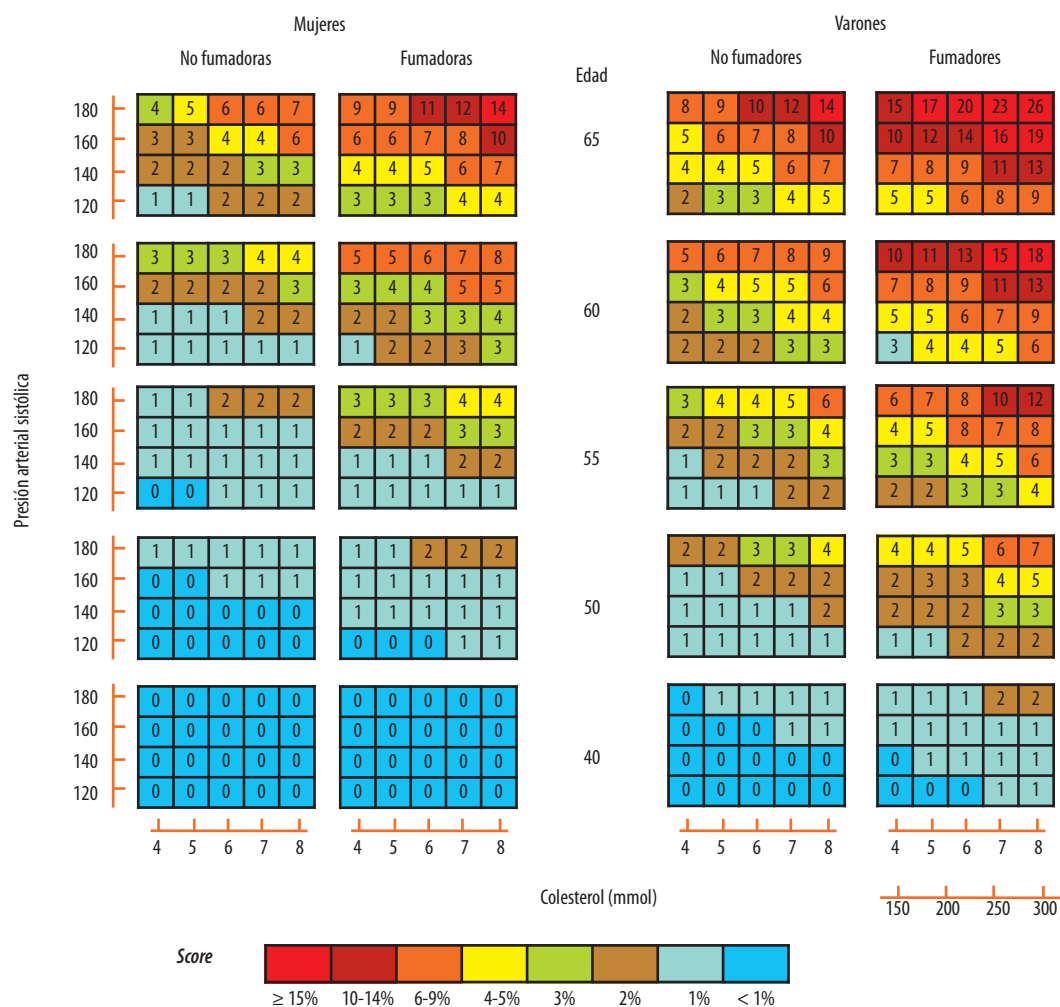 Mujeres Varones
No fumadoras Fumadoras Edad No fumadores Fumadores
180 4 5 6 6 7 9 9 11 12 14 8 9 10 12 14 15 17 20 23 26
160 3 3 4 4 6 6 6 7 8 10 65 5 6 7 8 10 10 12 14 16 19
140 2 2 2 3 3 4 4 5 6 7 4 4 5 6 7 7 8 9 11 13
120 1 1 2 2 2 3 3 3 4 4 2 3 3 4 5 5 5 6 8 9
180 3 3 3 4 4 5 5 6 7 8 5 6 7 8 9 10 11 13 15 18
160 2 2 2 2 3 3 4 4 5 5 60 3 4 5 5 6 7 8 9 11 13
140 1 1 1 2 2 2 2 3 3 4 2 3 3 4 4 5 5 6 7 9
120 1 1 1 1 1 1 2 2 3 3 2 2 2 3 3 3 4 4 5 6
Presión arterial sistólica
180 1 1 2 2 2 3 3 3 4 4 3 4 4 5 6 6 7 8 10 12
160 1 1 1 1 1 2 2 2 3 3 55 2 2 3 3 4 4 5 8 7 8
140 1 1 1 1 1 1 1 1 2 2 1 2 2 2 3 3 3 4 5 6
120 0 0 1 1 1 1 1 1 1 1 1 1 1 2 2 2 2 3 3 4
180 1 1 1 1 1 1 1 2 2 2 2 2 3 3 4 4 4 5 6 7
160 0 0 1 1 1 1 1 1 1 1 50 1 1 2 2 2 2 3 3 4 5
140 0 0 0 0 0 1 1 1 1 1 1 1 1 1 2 2 2 2 3 3
120 0 0 0 0 0 0 0 0 1 1 1 1 1 1 1 1 1 2 2 2
180 0 0 0 0 0 0 0 0 0 0 0 1 1 1 1 1 1 1 2 2
160 0 0 0 0 0 0 0 0 0 0 40 0 0 0 1 1 1 1 1 1 1
140 0 0 0 0 0 0 0 0 0 0 0 0 0 0 0 0 1 1 1 1
120 0 0 0 0 0 0 0 0 0 0 0 0 0 0 0 0 0 0 1 1
4 5 6 7 8 4 5 6 7 8 4 5 6 7 8 4 5 6 7 8
Colesterol (mmol) 150 200 250 300
Score
≥ 15% 10-14% 6-9% 4-5% 3% 2% 1% < 1%